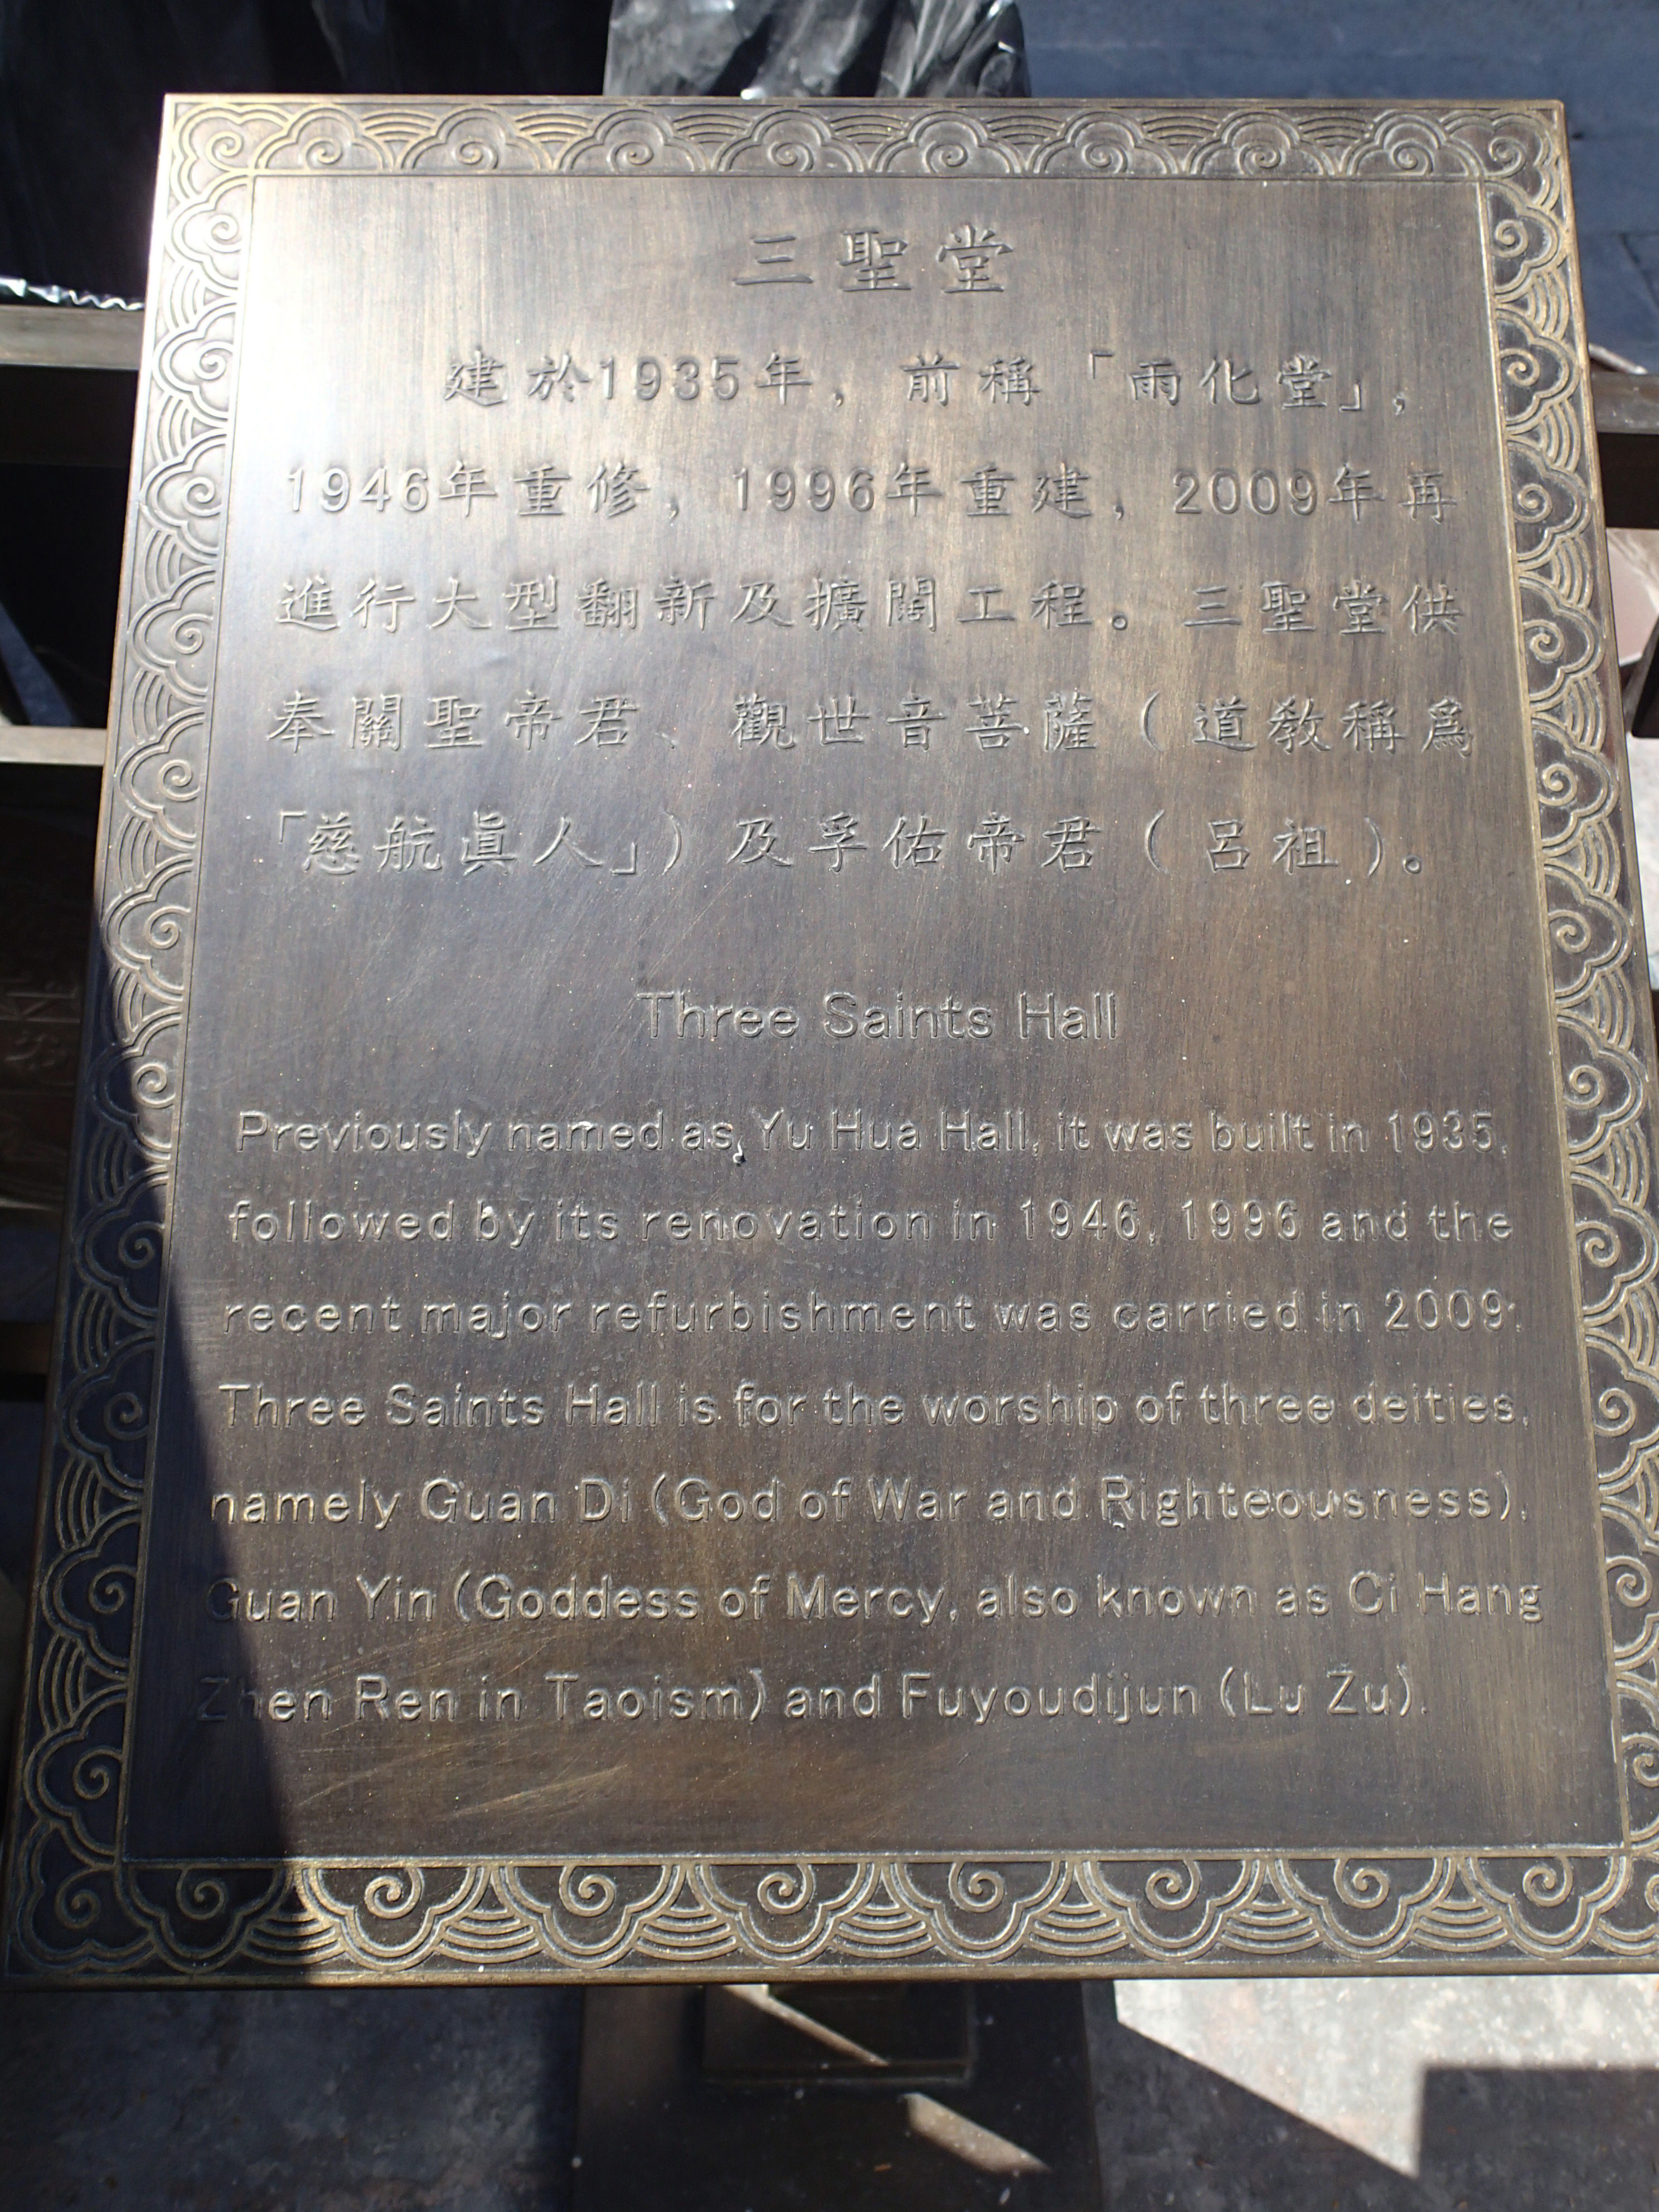 三聖堂
建於1935年，前稱「雨化堂」，
1946年重修，1996年重建，2009年再
進行大型翻新及擴闊工程。三聖堂供
奉關聖帝君、觀世音菩薩（道教稱為
「慈航眞人」）及孚佑帝君（呂祖）。
Three Saints Hall
Previously named as Yu Hua Hall, it was built in 1935,
followed by its renovation in 1946, 1996 and the
recent major refurbishment was carried in 2009.
Three Saints Hall is for the worship of three deities,
namely Guan Di (God of War and Righteousness),
Guan Yin (Goddess of Mercy, also known as Ci Hang
Zhen Ren in Taoism) and Fuyoudijun (Lu Zu).